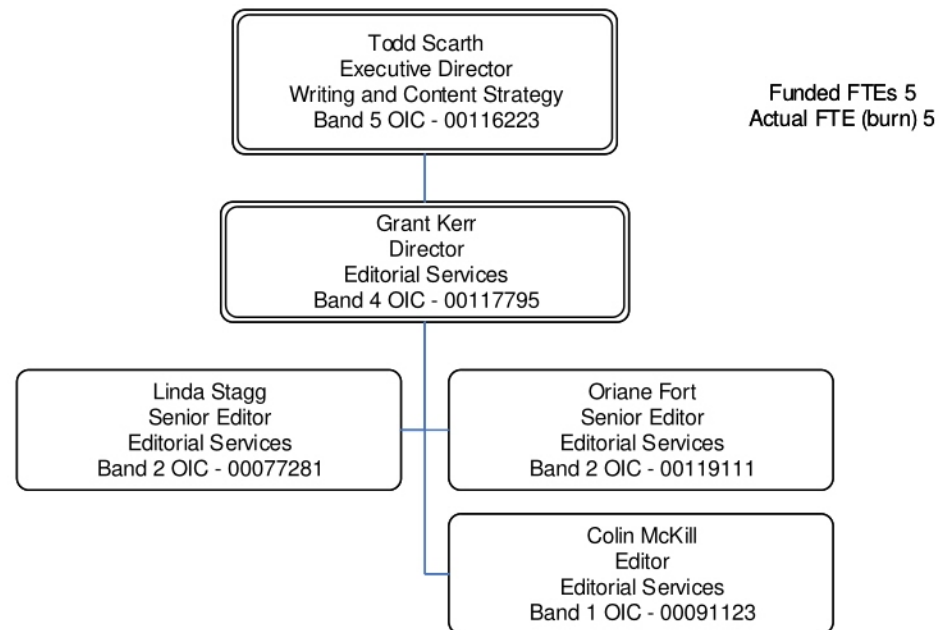 Todd Scarth
Executive Director
Writing and Content Strategy
Band 5 OIC - 00116223
Funded FTEs 5
Actual FTE (burn) 5
Grant Kerr
Director
Editorial Services
Band 4 OIC - 00117795
Linda Stagg
Senior Editor
Editorial Services
Band 2 OIC - 00077281
Oriane Fort
Senior Editor
Editorial Services
Band 2 OIC - 00119111
Colin McKill
Editor
Editorial Services
Band 1 OIC - 00091123